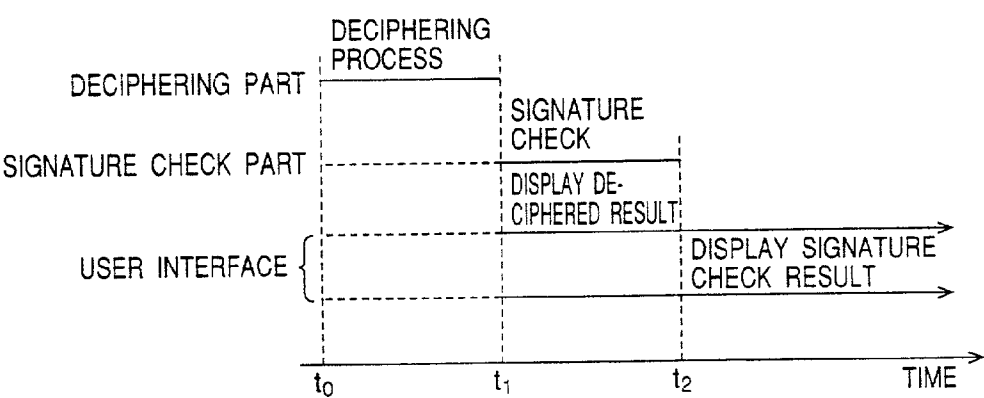 DECIPHERING
PROCESS
DECIPHERING PART
SIGNATURE
CHECK
SIGNATURE CHECK PART
DISPLAY DE-
CIPHERED RESULT
USER INTERFACE
DISPLAY SIGNATURE
CHECK RESULT
t0 t1 t2 TIME